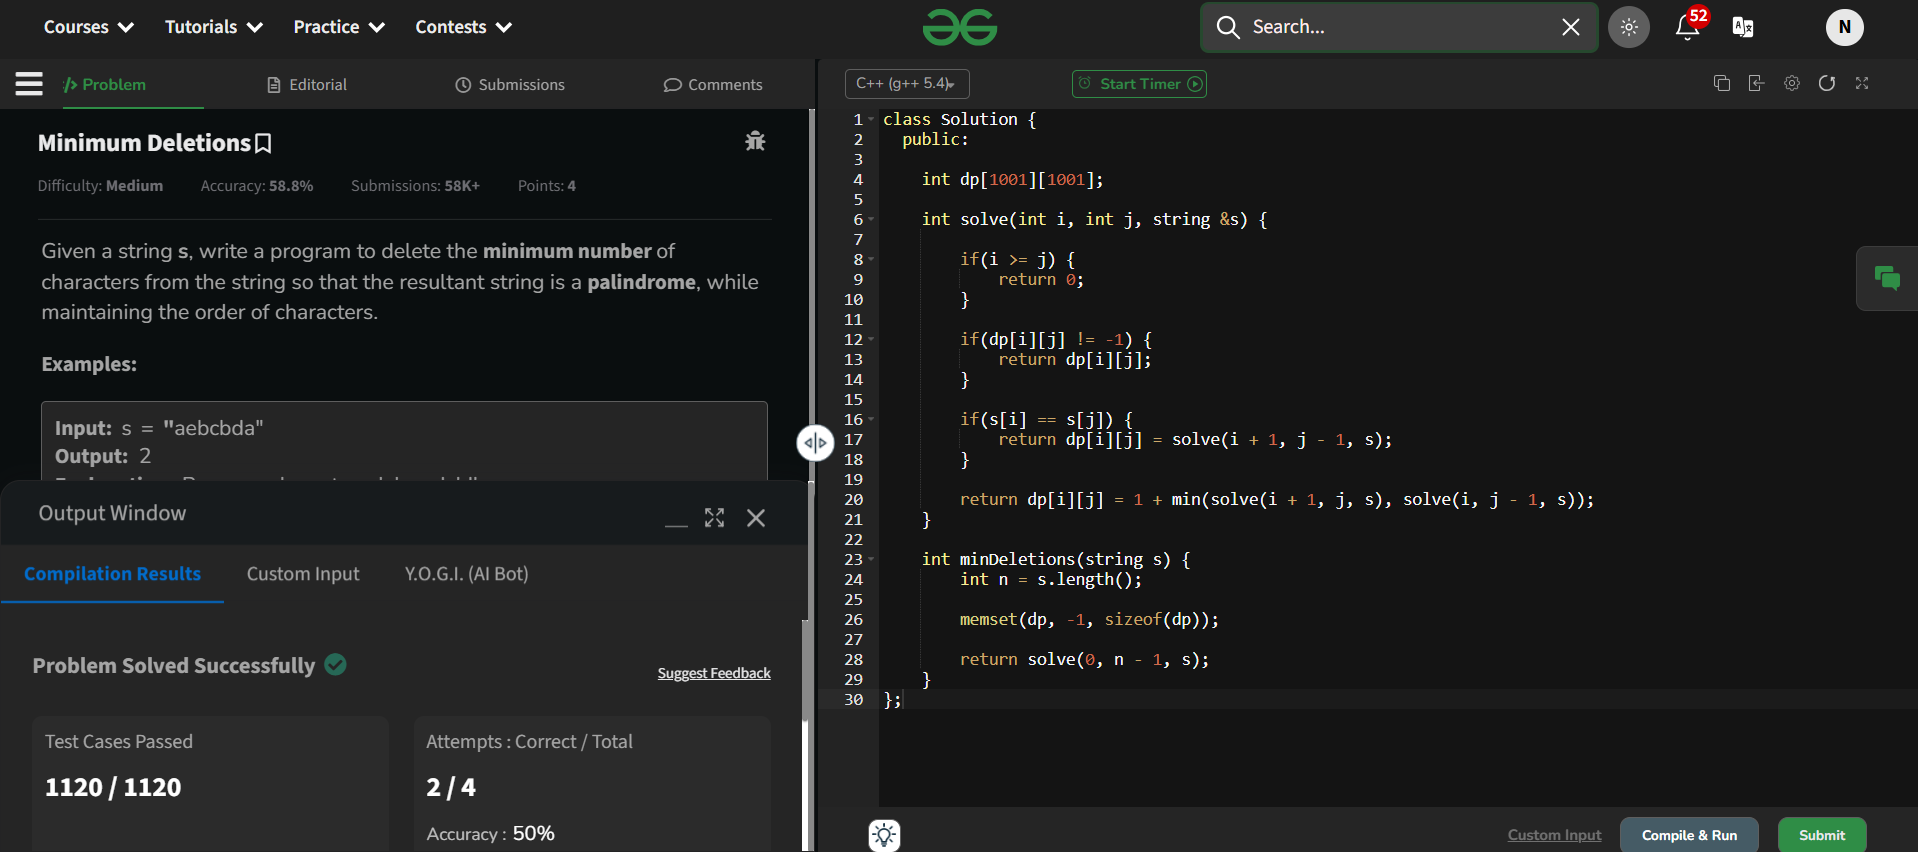 Courses Tutorials Practice Contests Search... 52 N
Problem Editorial Submissions Comments
Minimum Deletions
Difficulty: Medium Accuracy: 58.8% Submissions: 58K+ Points: 4
Given a string s, write a program to delete the minimum number of
characters from the string so that the resultant string is a palindrome, while
maintaining the order of characters.
Examples:
Input: s = "aebcbda"
Output: 2
Output Window
Compilation Results Custom Input Y.O.G.I. (AI Bot)
Problem Solved Successfully
Suggest Feedback
Test Cases Passed
1120 / 1120
Attempts : Correct / Total
2 / 4
Accuracy : 50%
C++ (g++ 5.4) Start Timer
1 class Solution {
2   public:
3
4     int dp[1001][1001];
5
6     int solve(int i, int j, string &s) {
7
8         if(i >= j) {
9             return 0;
10         }
11
12         if(dp[i][j] != -1) {
13             return dp[i][j];
14         }
15
16         if(s[i] == s[j]) {
17             return dp[i][j] = solve(i + 1, j - 1, s);
18         }
19
20         return dp[i][j] = 1 + min(solve(i + 1, j, s), solve(i, j - 1, s));
21     }
22
23     int minDeletions(string s) {
24         int n = s.length();
25
26         memset(dp, -1, sizeof(dp));
27
28         return solve(0, n - 1, s);
29     }
30 };
Custom Input Compile & Run Submit